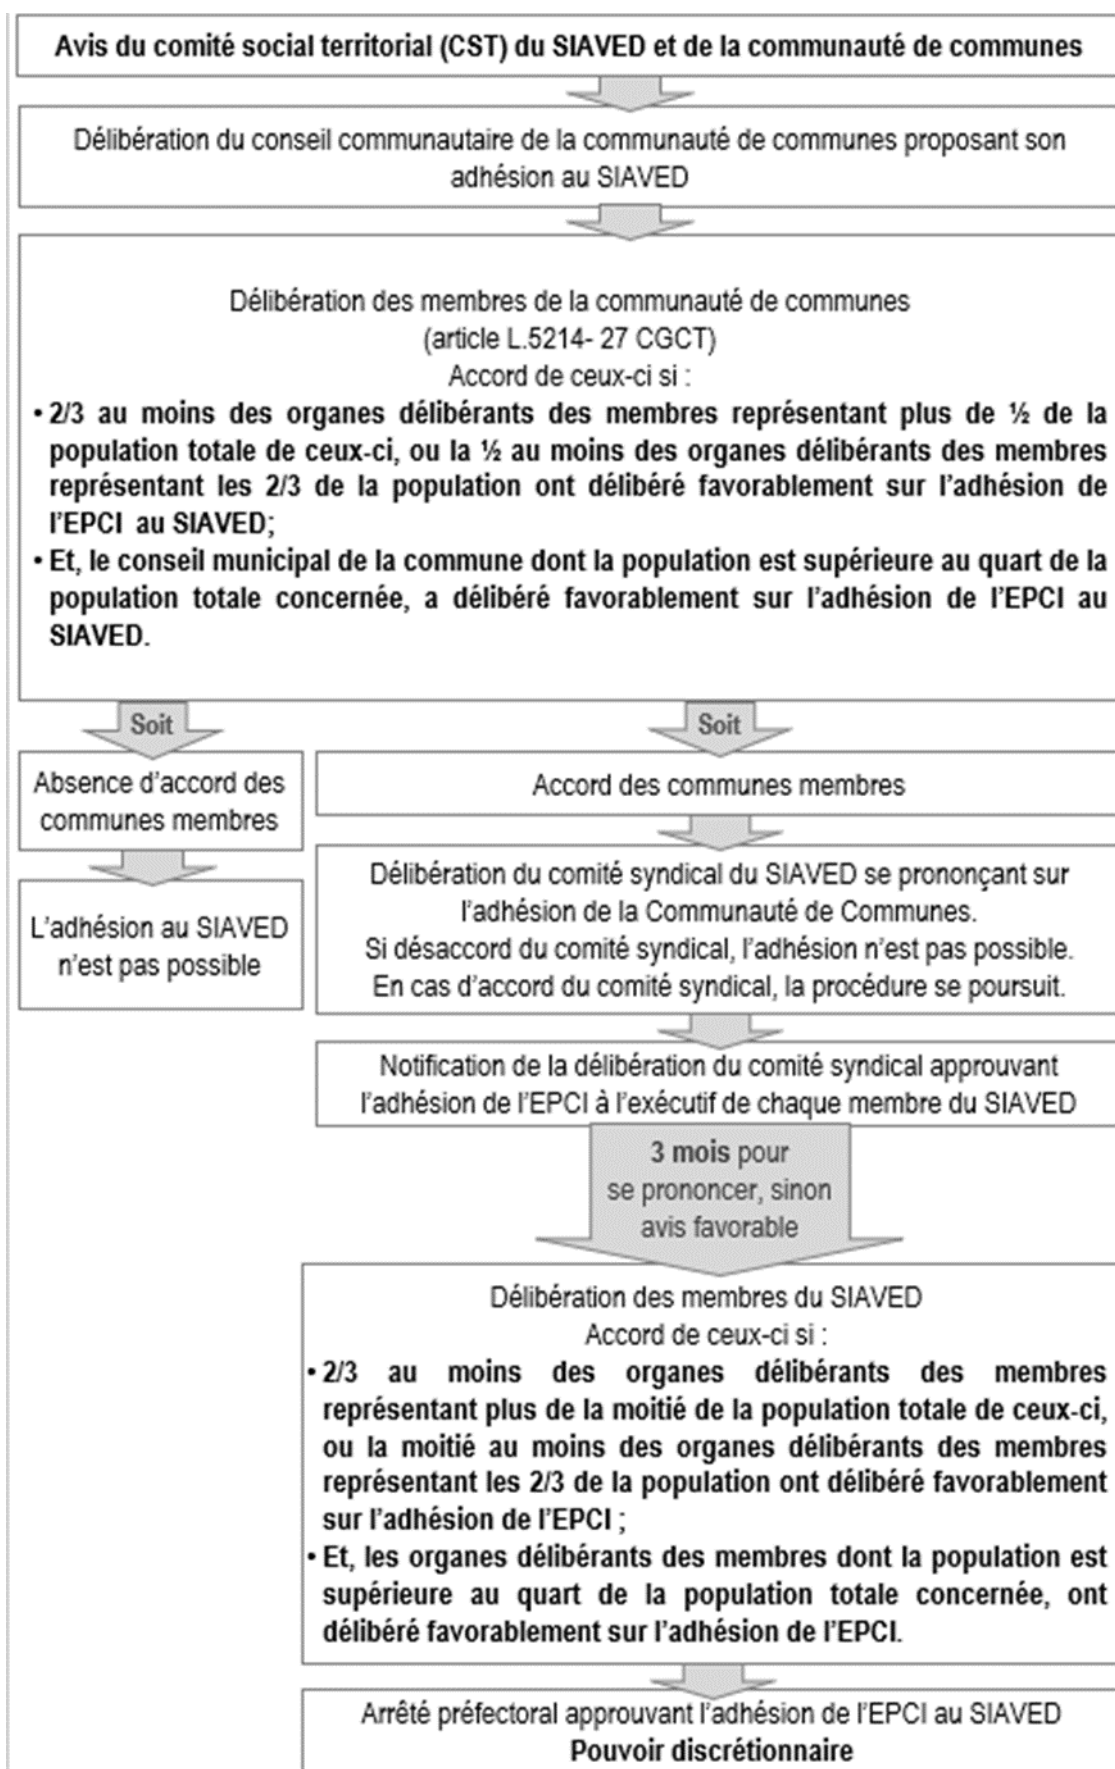 Avis du comité social territorial (CST) du SIAVED et de la communauté de communes
Délibération du conseil communautaire de la communauté de communes proposant son
adhésion au SIAVED
Délibération des membres de la communauté de communes
(article L.5214- 27 CGCT)
Accord de ceux-ci si :
• 2/3 au moins des organes délibérants des membres représentant plus de ½ de la
population totale de ceux-ci, ou la ½ au moins des organes délibérants des membres
représentant les 2/3 de la population ont délibéré favorablement sur l’adhésion de
l’EPCI au SIAVED;
• Et, le conseil municipal de la commune dont la population est supérieure au quart de la
population totale concernée, a délibéré favorablement sur l’adhésion de l’EPCI au
SIAVED.
Soit
Absence d’accord des
communes membres
L’adhésion au SIAVED
n’est pas possible
Soit
Accord des communes membres
Délibération du comité syndical du SIAVED se prononçant sur
l’adhésion de la Communauté de Communes.
Si désaccord du comité syndical, l’adhésion n’est pas possible.
En cas d’accord du comité syndical, la procédure se poursuit.
Notification de la délibération du comité syndical approuvant
l’adhésion de l’EPCI à l’exécutif de chaque membre du SIAVED
3 mois pour
se prononcer, sinon
avis favorable
Délibération des membres du SIAVED
Accord de ceux-ci si :
• 2/3 au moins des organes délibérants des membres
représentant plus de la moitié de la population totale de ceux-ci,
ou la moitié au moins des organes délibérants des membres
représentant les 2/3 de la population ont délibéré favorablement
sur l’adhésion de l’EPCI ;
• Et, les organes délibérants des membres dont la population est
supérieure au quart de la population totale concernée, ont
délibéré favorablement sur l’adhésion de l’EPCI.
Arrêté préfectoral approuvant l’adhésion de l’EPCI au SIAVED
Pouvoir discrétionnaire